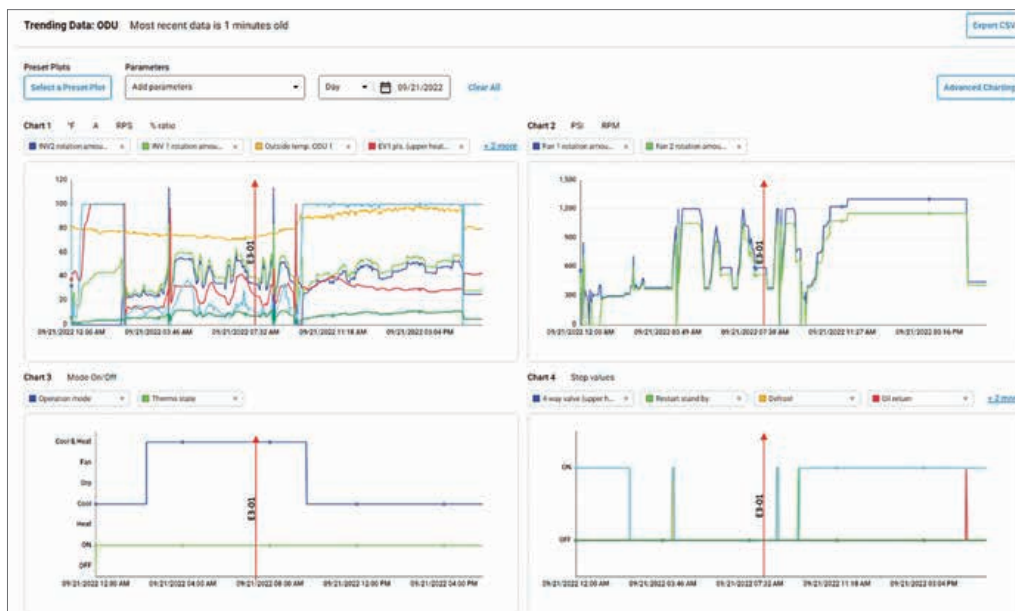 Trending Data: ODU Most recent data is 1 minutes old
Export CSV
Preset Plots Parameters
Select a Preset Plot Add parameters Day 09/21/2022 Clear All Advanced Charting
Chart 1 °F A RPS % ratio
INV2 rotation amou... × INV 1 rotation amou... × Outside temp. ODU 1 × EV1 pls. (upper heat... × + 2 more
120
100
80
60
40
20
0
E3-01
09/21/2022 12:00 AM 09/21/2022 03:46 AM 09/21/2022 07:32 AM 09/21/2022 11:18 AM 09/21/2022 03:04 PM
Chart 2 PSI RPM
Fan 1 rotation amou... × Fan 2 rotation amou... ×
1,500
1,200
900
600
300
0
E3-01
09/21/2022 12:00 AM 09/21/2022 03:49 AM 09/21/2022 07:38 AM 09/21/2022 11:27 AM 09/21/2022 03:16 PM
Chart 3 Mode On/Off
Operation mode × Thermo state ×
Cool & Heat
Fan
Dry
Cool
Heat
ON
OFF
E3-01
09/21/2022 12:00 AM 09/21/2022 04:00 AM 09/21/2022 08:00 AM 09/21/2022 12:00 PM 09/21/2022 04:00 PM
Chart 4 Stop values
4 way valve (upper h... × Restart stand by × Defrost × Oil return × + 2 more
ON
OFF
E3-01
09/21/2022 12:00 AM 09/21/2022 03:46 AM 09/21/2022 07:32 AM 09/21/2022 11:18 AM 09/21/2022 03:04 PM